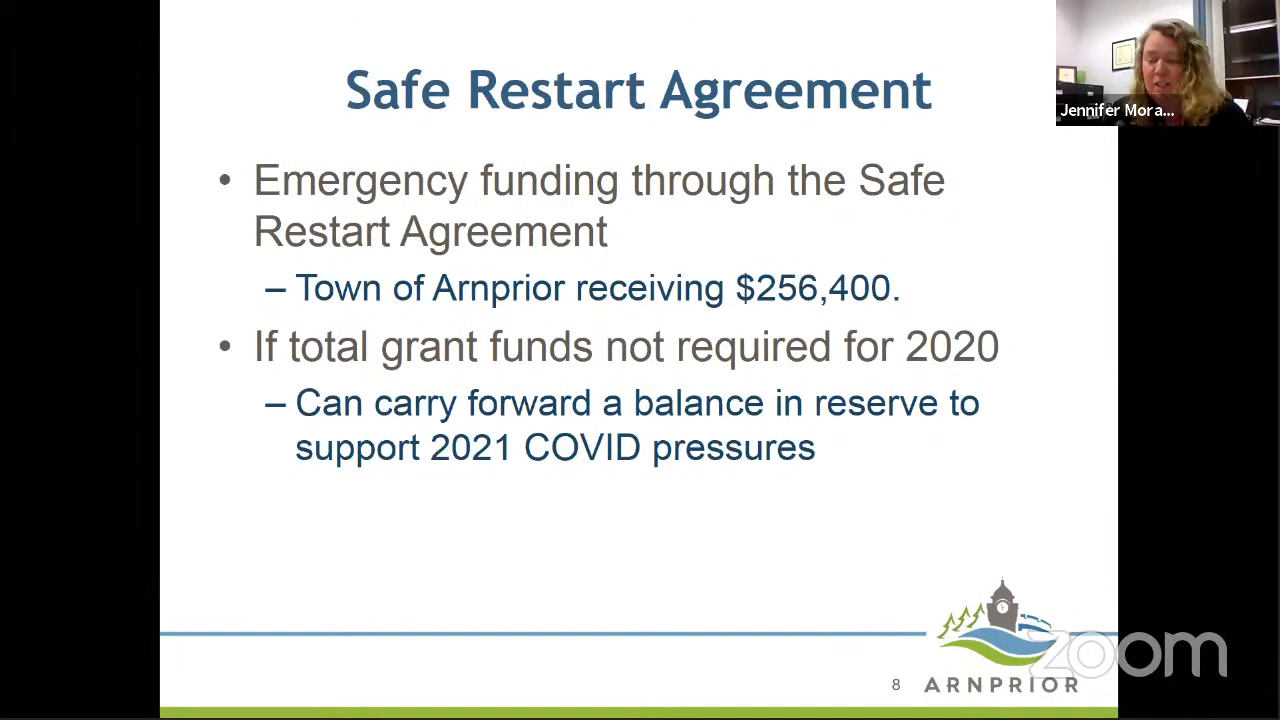 Safe Restart Agreement
Jennifer Mora...
• Emergency funding through the Safe
Restart Agreement
– Town of Arnprior receiving $256,400.
• If total grant funds not required for 2020
– Can carry forward a balance in reserve to
support 2021 COVID pressures
zoom
8
ARNPRIOR